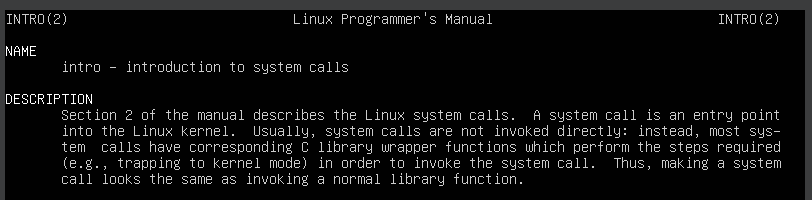 INTRO(2) Linux Programmer's Manual INTRO(2)
NAME
intro – introduction to system calls
DESCRIPTION
Section 2 of the manual describes the Linux system calls. A system call is an entry point
into the Linux kernel. Usually, system calls are not invoked directly: instead, most sys–
tem calls have corresponding C library wrapper functions which perform the steps required
(e.g., trapping to kernel mode) in order to invoke the system call. Thus, making a system
call looks the same as invoking a normal library function.